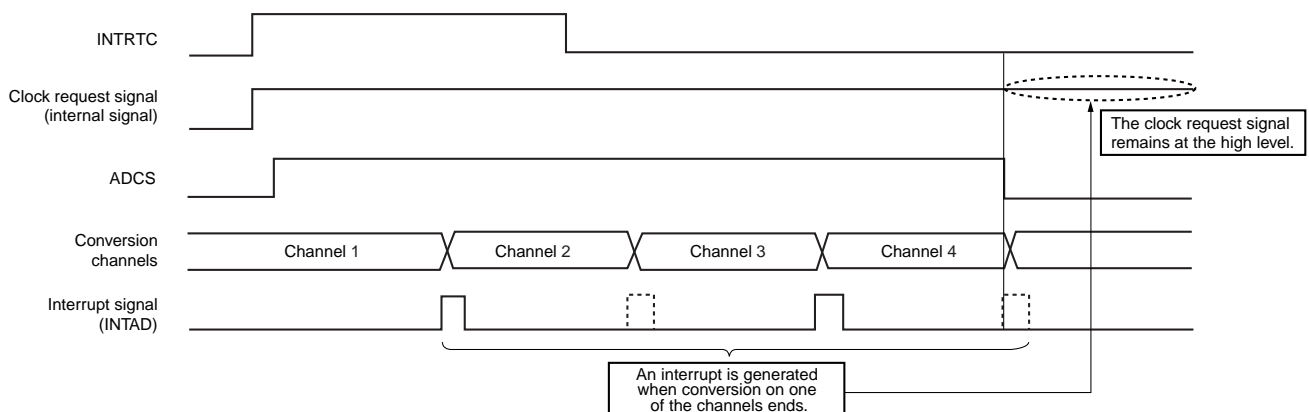 INTRTC
Clock request signal
(internal signal)
The clock request signal
remains at the high level.
ADCS
Conversion
channels
Channel 1
Channel 2
Channel 3
Channel 4
Interrupt signal
(INTAD)
An interrupt is generated
when conversion on one
of the channels ends.